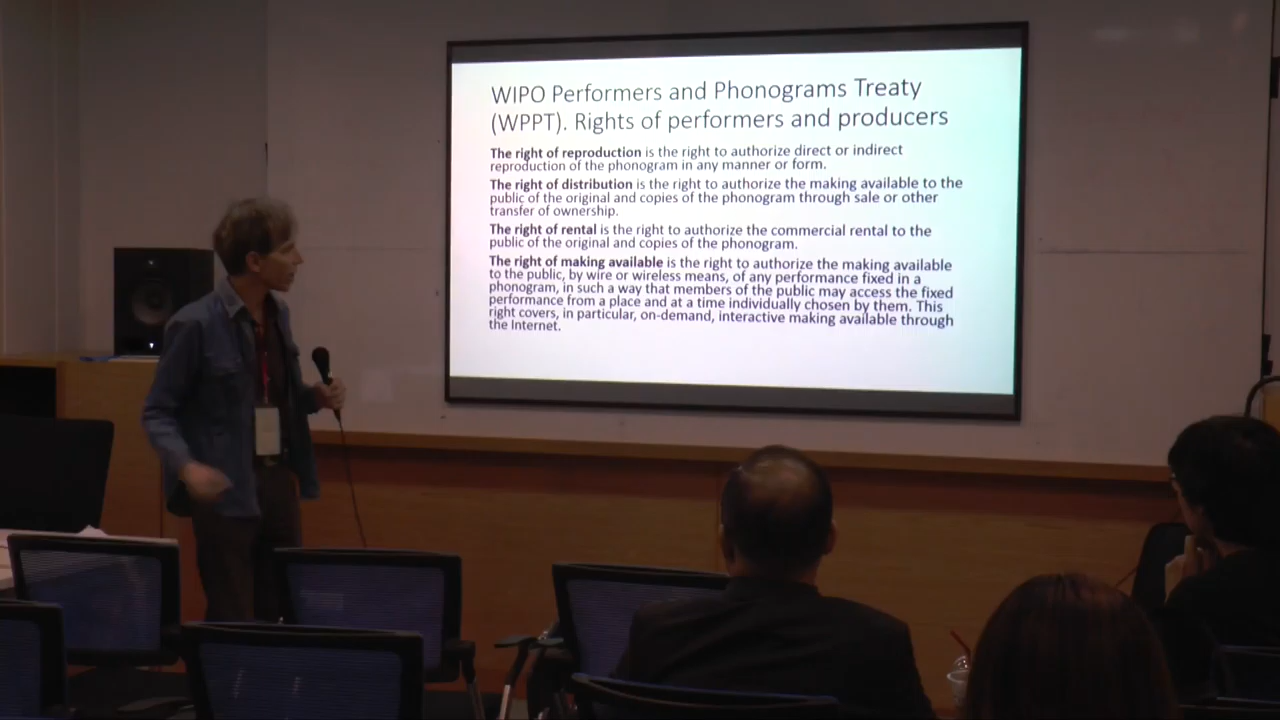 WIPO Performers and Phonograms Treaty
(WPPT). Rights of performers and producers
The right of reproduction is the right to authorize direct or indirect
reproduction of the phonogram in any manner or form.
The right of distribution is the right to authorize the making available to the
public of the original and copies of the phonogram through sale or other
transfer of ownership.
The right of rental is the right to authorize the commercial rental to the
public of the original and copies of the phonogram.
The right of making available is the right to authorize the making available
to the public, by wire or wireless means, of any performance fixed in a
phonogram, in such a way that members of the public may access the fixed
performance from a place and at a time individually chosen by them. This
right covers, in particular, on-demand, interactive making available through
the Internet.